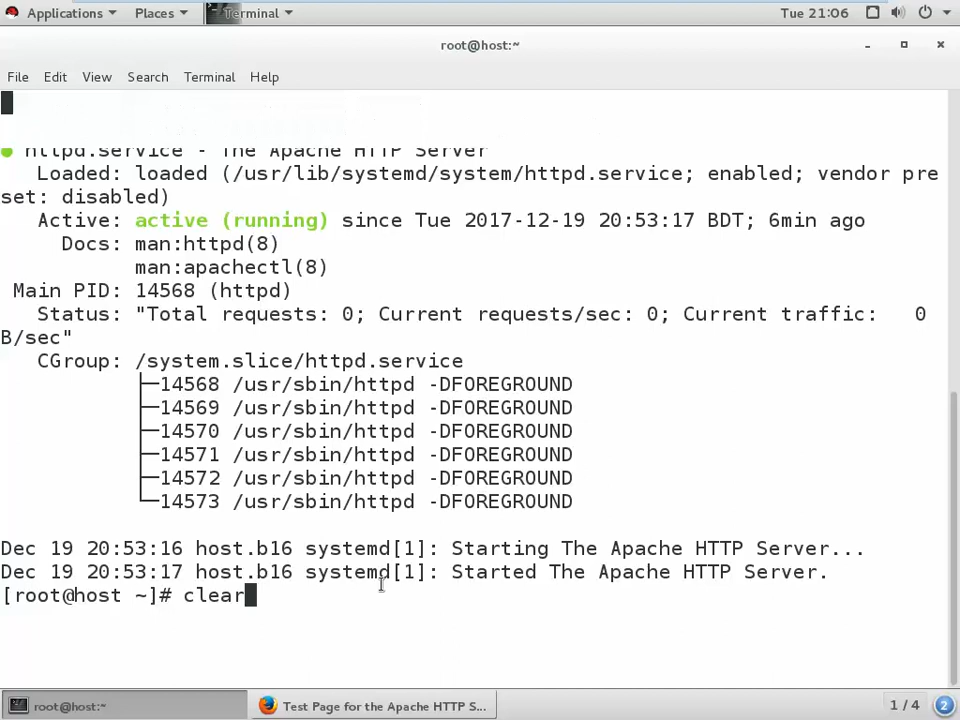 Applications Places Terminal Tue 21:06
root@host:~
File Edit View Search Terminal Help
httpd.service - The Apache HTTP Server
Loaded: loaded (/usr/lib/systemd/system/httpd.service; enabled; vendor pre
set: disabled)
Active: active (running) since Tue 2017-12-19 20:53:17 BDT; 6min ago
Docs: man:httpd(8)
man:apachectl(8)
Main PID: 14568 (httpd)
Status: "Total requests: 0; Current requests/sec: 0; Current traffic:   0
B/sec"
CGroup: /system.slice/httpd.service
├─14568 /usr/sbin/httpd -DFOREGROUND
├─14569 /usr/sbin/httpd -DFOREGROUND
├─14570 /usr/sbin/httpd -DFOREGROUND
├─14571 /usr/sbin/httpd -DFOREGROUND
├─14572 /usr/sbin/httpd -DFOREGROUND
└─14573 /usr/sbin/httpd -DFOREGROUND
Dec 19 20:53:16 host.b16 systemd[1]: Starting The Apache HTTP Server...
Dec 19 20:53:17 host.b16 systemd[1]: Started The Apache HTTP Server.
[root@host ~]# clear
root@host:~ Test Page for the Apache HTTP S... 1 / 4 2